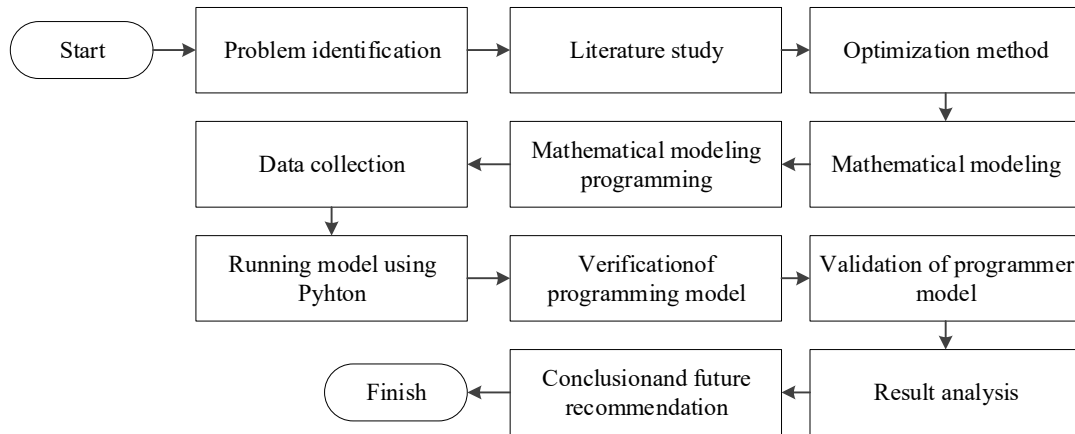 Start
Problem identification
Literature study
Optimization method
Mathematical modeling
Mathematical modeling
programming
Data collection
Running model using
Pyhton
Verificationof
programming model
Validation of programmer
model
Result analysis
Conclusionand future
recommendation
Finish